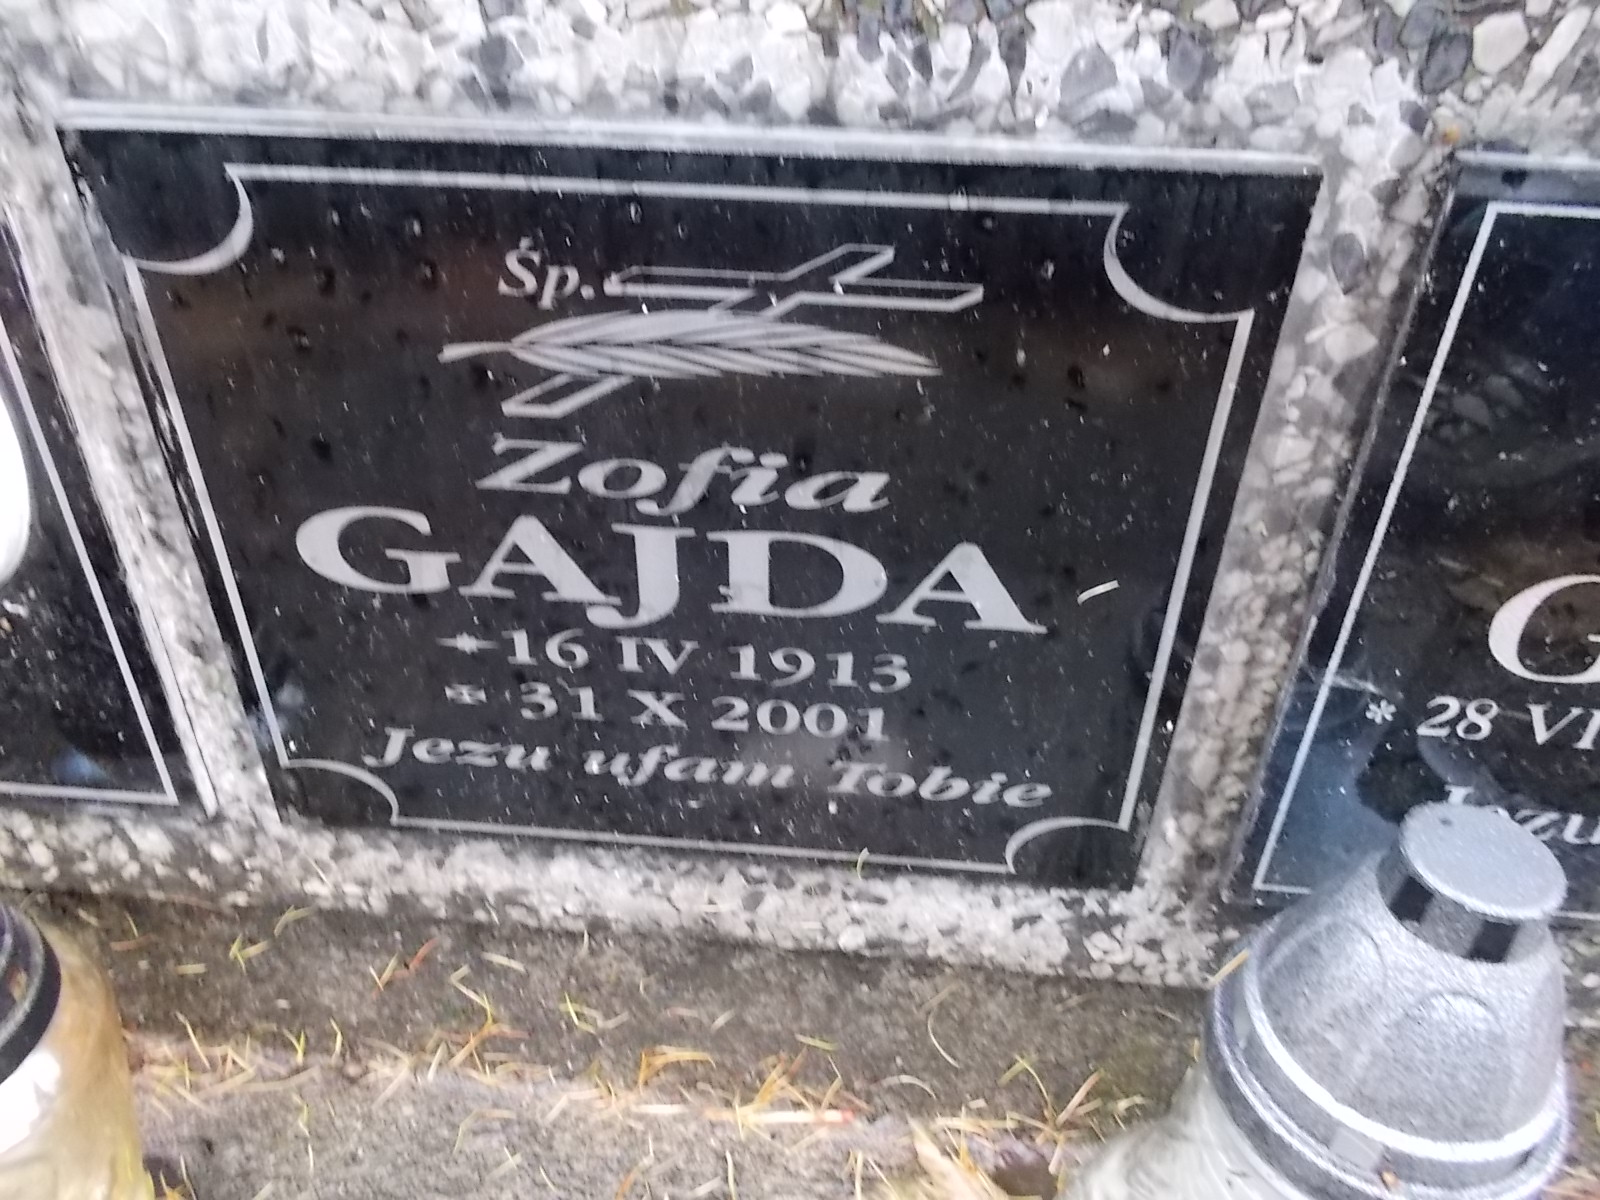 Śp.
Zofia
GAJDA
* 16 IV 1913
✠ 31 X 2001
Jezu ufam Tobie
G
* 28 VI